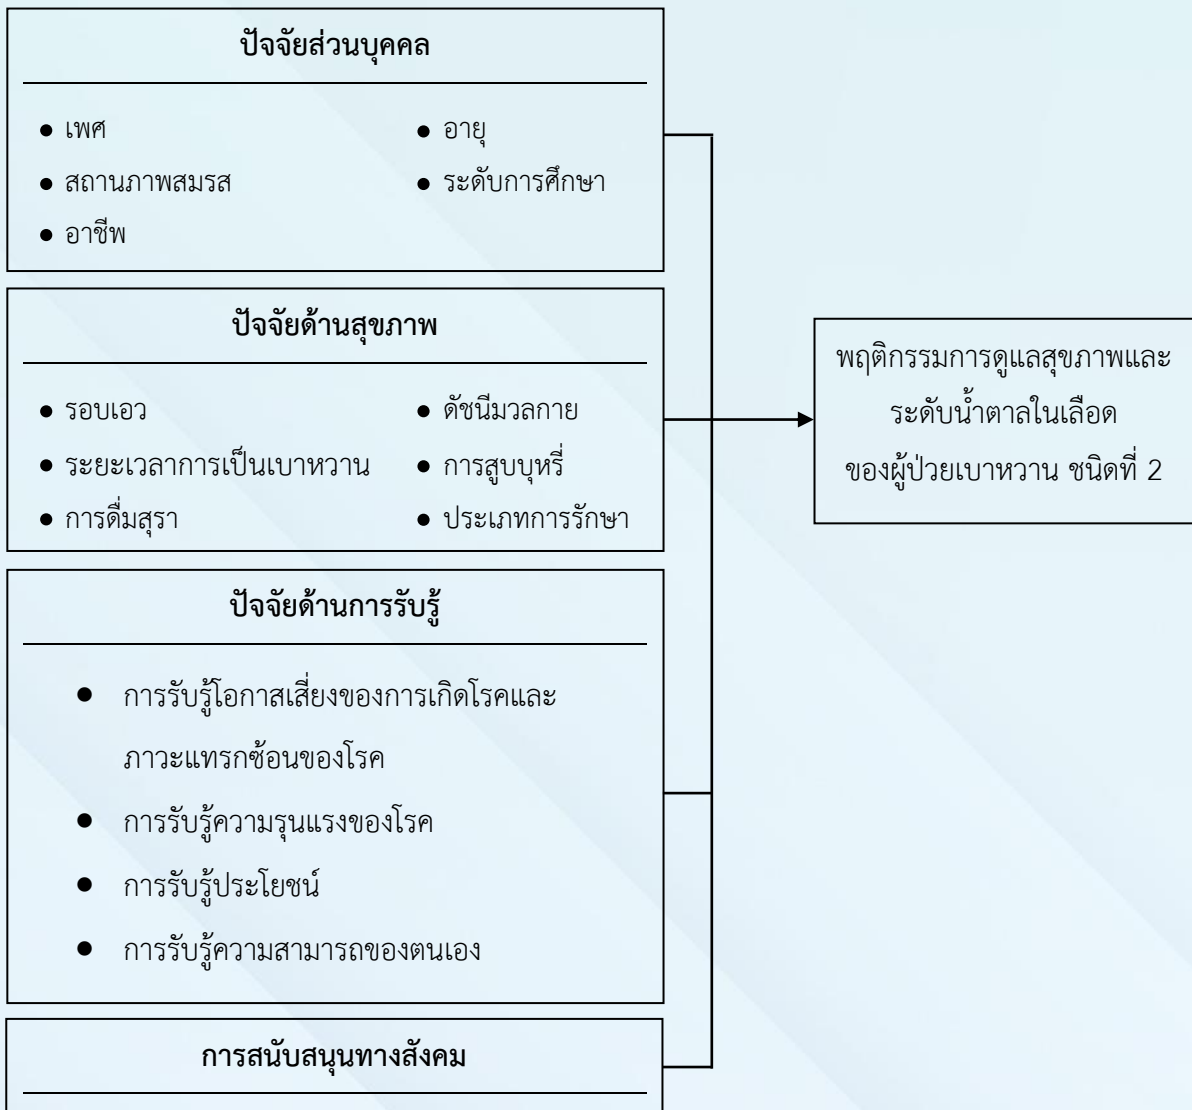 ปัจจัยส่วนบุคคล
● เพศ
● อายุ
● สถานภาพสมรส
● ระดับการศึกษา
● อาชีพ
ปัจจัยด้านสุขภาพ
● รอบเอว
● ดัชนีมวลกาย
● ระยะเวลาการเป็นเบาหวาน
● การสูบบุหรี่
● การดื่มสุรา
● ประเภทการรักษา
พฤติกรรมการดูแลสุขภาพและ
ระดับน้ำตาลในเลือด
ของผู้ป่วยเบาหวาน ชนิดที่ 2
ปัจจัยด้านการรับรู้
● การรับรู้โอกาสเสี่ยงของการเกิดโรคและ
ภาวะแทรกซ้อนของโรค
● การรับรู้ความรุนแรงของโรค
● การรับรู้ประโยชน์
● การรับรู้ความสามารถของตนเอง
การสนับสนุนทางสังคม